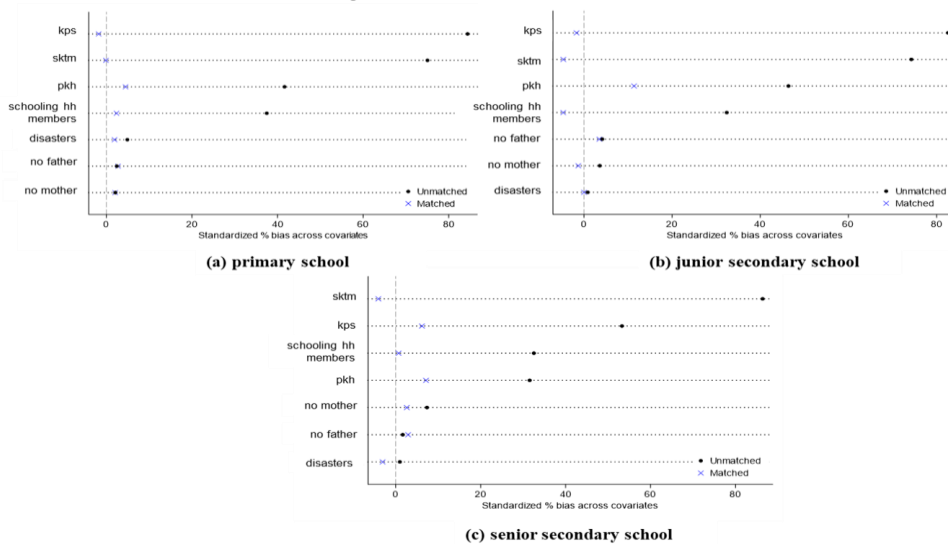 kps
sktm
pkh
schooling hh
members
disasters
no father
no mother
Unmatched
Matched
0 20 40 60 80
Standardized % bias across covariates
(a) primary school
kps
sktm
pkh
schooling hh
members
no father
no mother
disasters
Unmatched
Matched
0 20 40 60 80
Standardized % bias across covariates
(b) junior secondary school
sktm
kps
schooling hh
members
pkh
no mother
no father
disasters
Unmatched
Matched
0 20 40 60 80
Standardized % bias across covariates
(c) senior secondary school